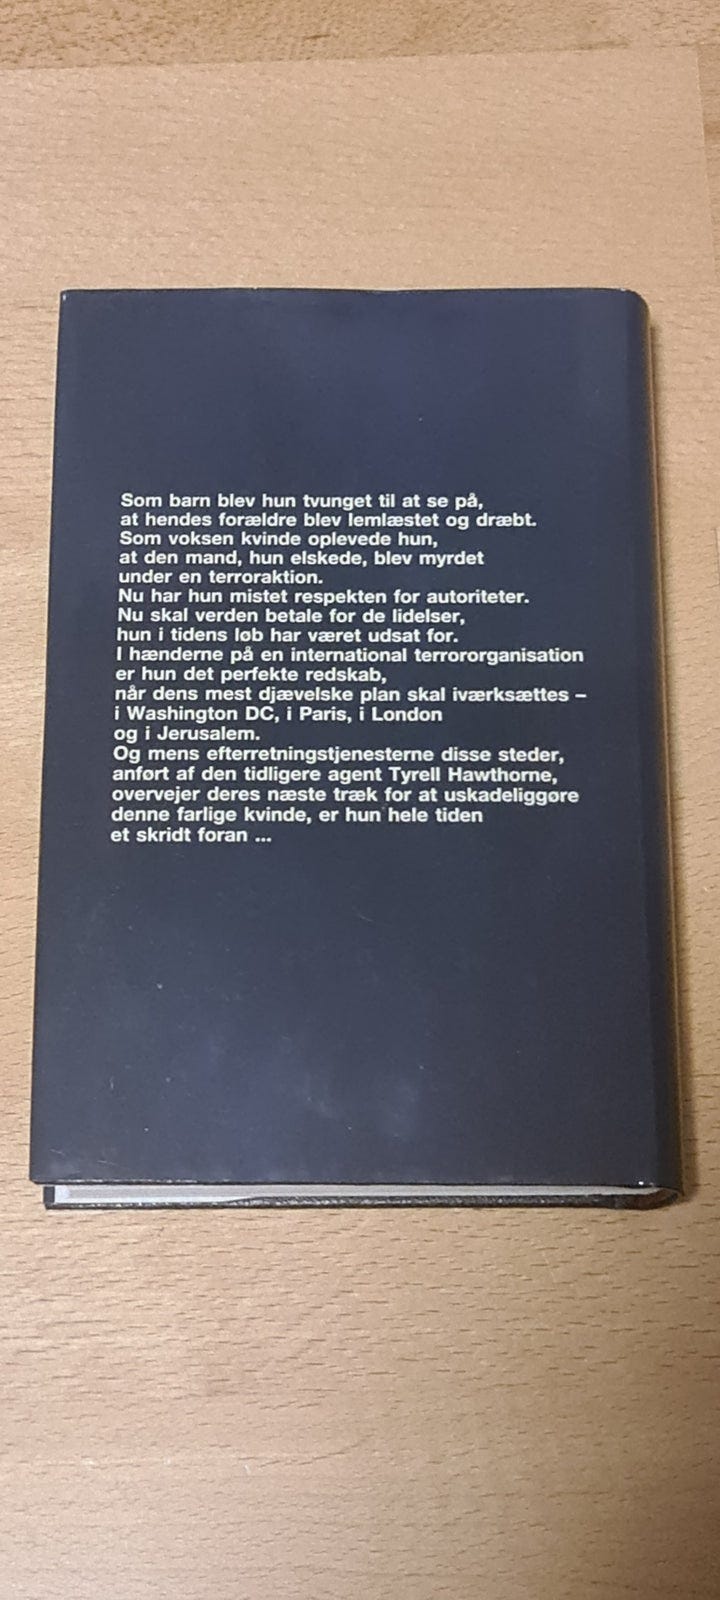 Som barn blev hun tvunget til at se på,
at hendes forældre blev lemlæstet og dræbt.
Som voksen kvinde oplevede hun,
at den mand, hun elskede, blev myrdet
under en terroraktion.
Nu har hun mistet respekten for autoriteter.
Nu skal verden betale for de lidelser,
hun i tidens løb har været udsat for.
I hænderne på en international terrororganisation
er hun det perfekte redskab,
når dens mest djævelske plan skal iværksættes –
i Washington DC, i Paris, i London
og i Jerusalem.
Og mens efterretningstjenesterne disse steder,
anført af den tidligere agent Tyrell Hawthorne,
overvejer deres næste træk for at uskadeliggøre
denne farlige kvinde, er hun hele tiden
et skridt foran ...